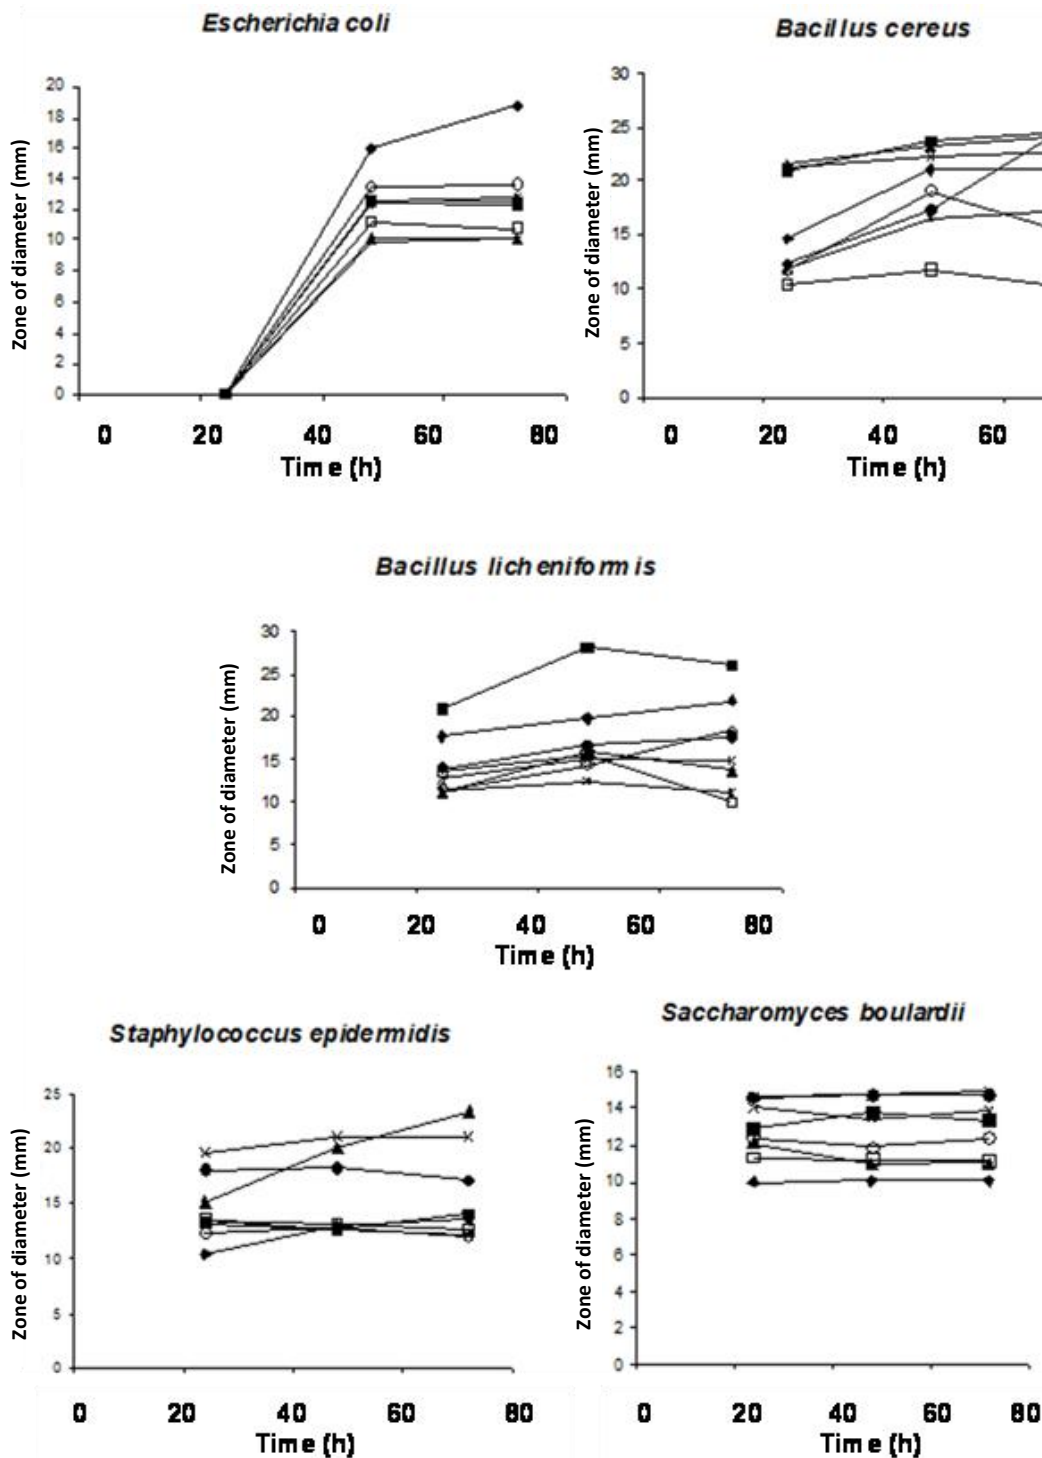 Escherichia coli
Zone of diameter (mm)
20
18
16
14
12
10
8
6
4
2
0
0 20 40 60 80
Time (h)
Bacillus cereus
Zone of diameter (mm)
30
25
20
15
10
5
0
0 20 40 60
Time (h)
Bacillus licheniformis
Zone of diameter (mm)
30
25
20
15
10
5
0
0 20 40 60 80
Time (h)
Staphylococcus epidermidis
Zone of diameter (mm)
25
20
15
10
5
0
0 20 40 60 80
Time (h)
Saccharomyces boulardii
Zone of diameter (mm)
16
14
12
10
8
6
4
2
0
0 20 40 60 80
Time (h)